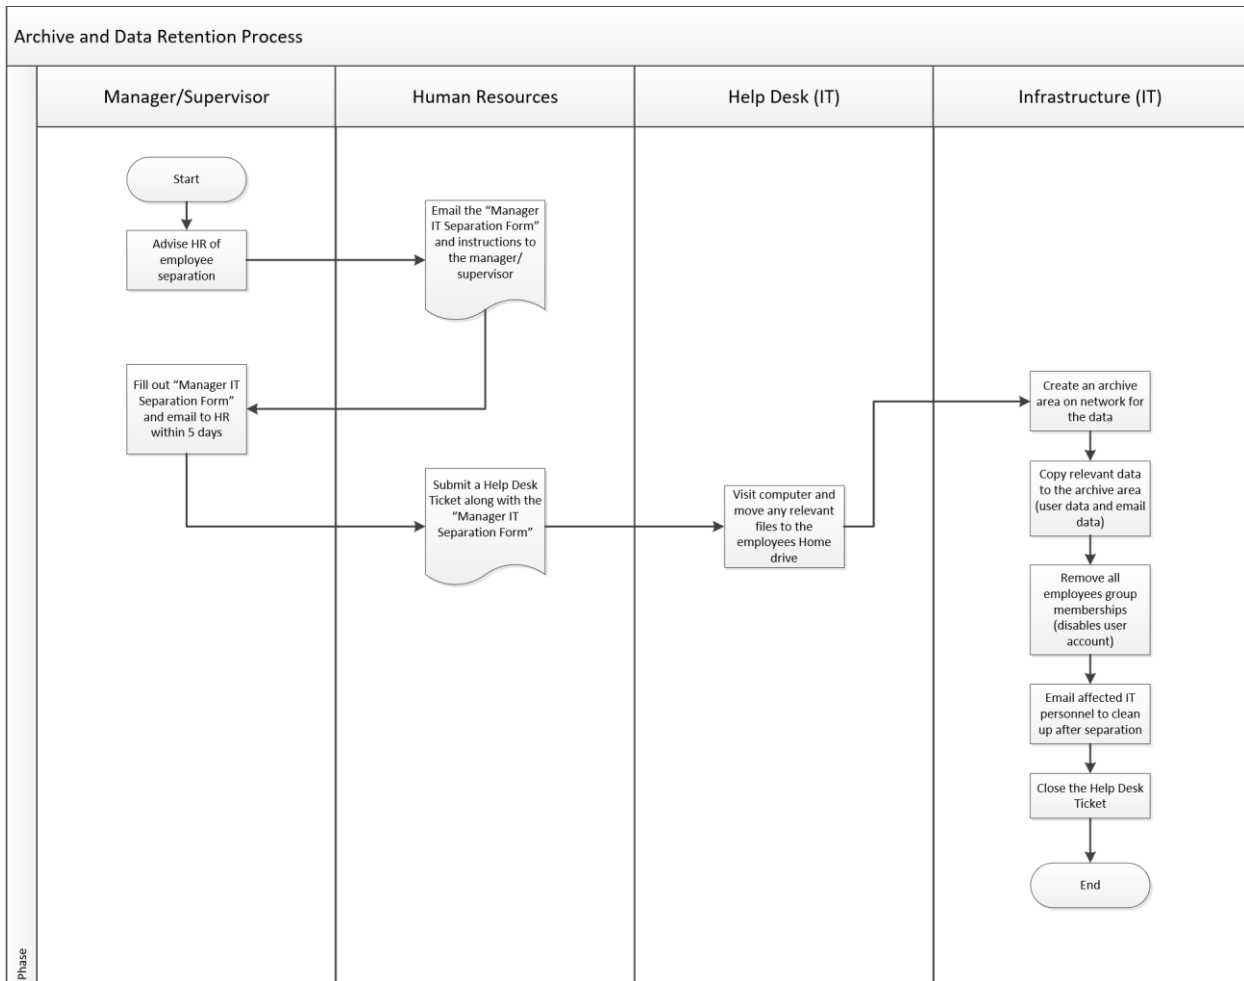 Archive and Data Retention Process
Manager/Supervisor
Human Resources
Help Desk (IT)
Infrastructure (IT)
Start
Advise HR of
employee
separation
Email the “Manager
IT Separation Form”
and instructions to
the manager/
supervisor
Fill out “Manager IT
Separation Form”
and email to HR
within 5 days
Submit a Help Desk
Ticket along with the
“Manager IT
Separation Form”
Visit computer and
move any relevant
files to the
employees Home
drive
Create an archive
area on network for
the data
Copy relevant data
to the archive area
(user data and email
data)
Remove all
employees group
memberships
(disables user
account)
Email affected IT
personnel to clean
up after separation
Close the Help Desk
Ticket
End
Phase